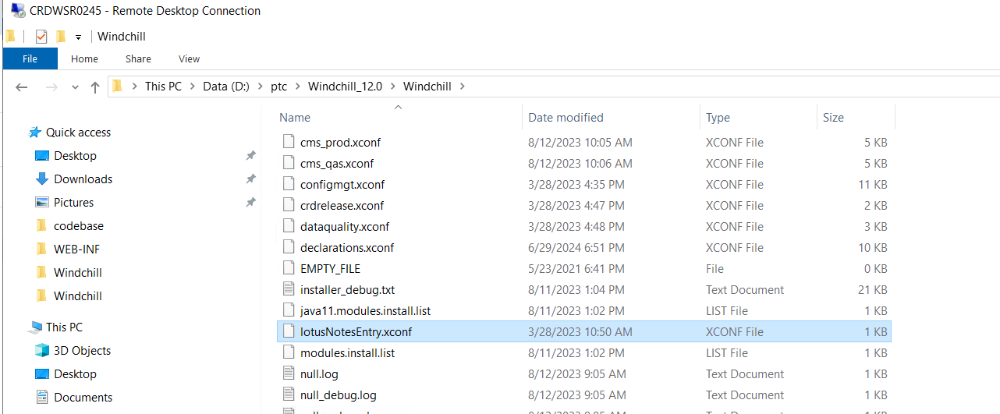 CRDWSR0245 - Remote Desktop Connection
Windchill
File Home Share View
This PC > Data (D:) > ptc > Windchill_12.0 > Windchill >
Name Date modified Type Size
Quick access
Desktop
Downloads
Pictures
codebase
WEB-INF
Windchill
Windchill
This PC
3D Objects
Desktop
Documents
cms_prod.xconf 8/12/2023 10:05 AM XCONF File 5 KB
cms_qas.xconf 8/12/2023 10:06 AM XCONF File 5 KB
configmgt.xconf 3/28/2023 4:35 PM XCONF File 11 KB
crdrelease.xconf 3/28/2023 4:47 PM XCONF File 2 KB
dataquality.xconf 3/28/2023 4:48 PM XCONF File 3 KB
declarations.xconf 6/29/2024 6:51 PM XCONF File 10 KB
EMPTY_FILE 5/23/2021 6:41 PM File 0 KB
installer_debug.txt 8/11/2023 1:04 PM Text Document 21 KB
java11.modules.install.list 8/11/2023 1:02 PM LIST File 1 KB
lotusNotesEntry.xconf 3/28/2023 10:50 AM XCONF File 1 KB
modules.install.list 8/11/2023 1:02 PM LIST File 1 KB
null.log 8/12/2023 9:05 AM Text Document 1 KB
null_debug.log 8/12/2023 9:05 AM Text Document 1 KB